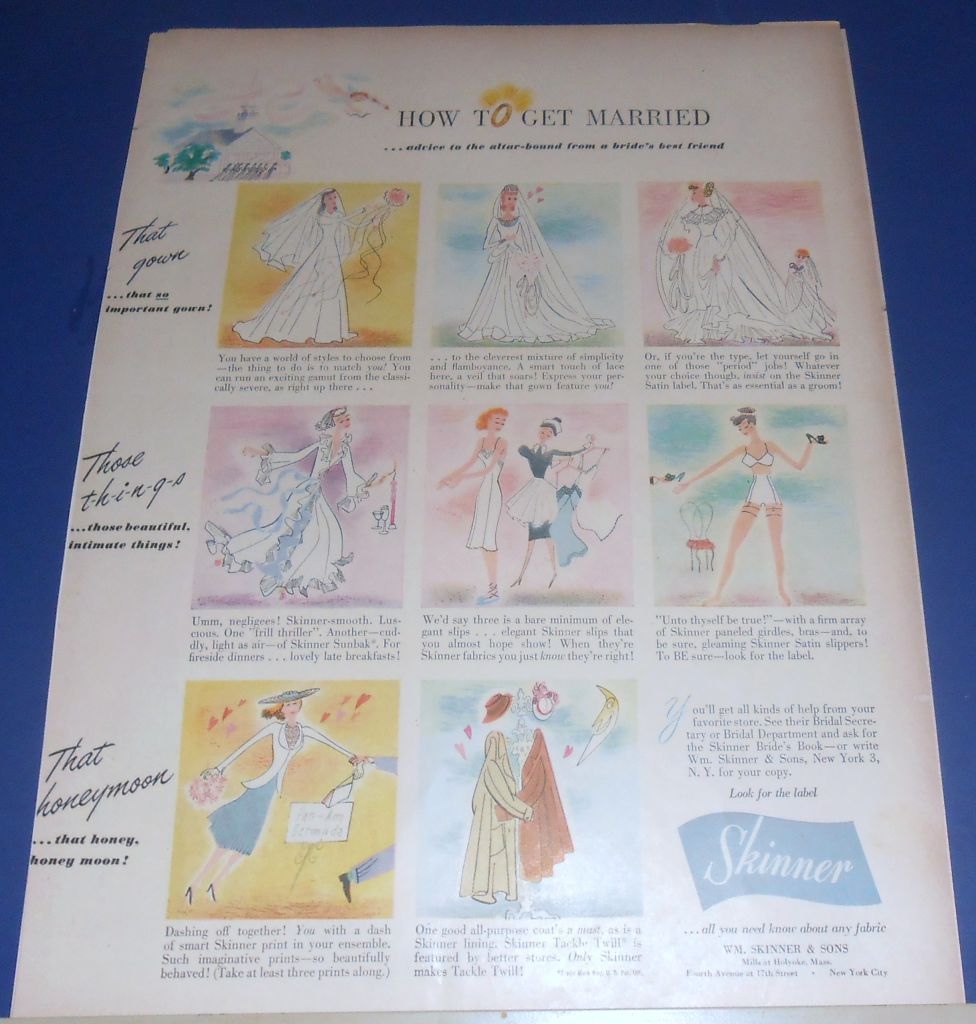 HOW TO GET MARRIED
...advice to the altar-bound from a bride's best friend
That
gown
...that so
important gown!
You have a world of styles to choose from
—the thing to do is to match you! You
can run an exciting gamut from the classi-
cally severe, as right up there ...
... to the cleverest mixture of simplicity
and flamboyance. A smart touch of lace
here, a veil that soars! Express your per-
sonality—make that gown feature you!
Or, if you're the type, let yourself go in
one of those "period" jobs! Whatever
your choice though, insist on the Skinner
Satin label. That's as essential as a groom!
Those
t-h-i-n-g-s
...those beautiful,
intimate things!
Umm, negligees! Skinner-smooth. Lus-
cious. One "frill thriller". Another—cud-
dly, light as air—of Skinner Sunbak®. For
fireside dinners ... lovely late breakfasts!
We'd say three is a bare minimum of ele-
gant slips ... elegant Skinner slips that
you almost hope show! When they're
Skinner fabrics you just know they're right!
"Unto thyself be true!"—with a firm array
of Skinner paneled girdles, bras—and, to
be sure, gleaming Skinner Satin slippers!
To BE sure—look for the label.
That
honeymoon
...that honey,
honey moon!
Pan-Am
Bermuda
Dashing off together! You with a dash
of smart Skinner print in your ensemble.
Such imaginative prints—so beautifully
behaved! (Take at least three prints along.)
One good all-purpose coat's a must, as is a
Skinner lining. Skinner Tackle Twill® is
featured by better stores. Only Skinner
makes Tackle Twill!
You'll get all kinds of help from your
favorite store. See their Bridal Secre-
tary or Bridal Department and ask for
the Skinner Bride's Book—or write
Wm. Skinner & Sons, New York 3,
N. Y. for your copy.
Look for the label
Skinner
...all you need know about any fabric
WM. SKINNER & SONS
Mills at Holyoke, Mass.
Fourth Avenue at 17th Street • New York City